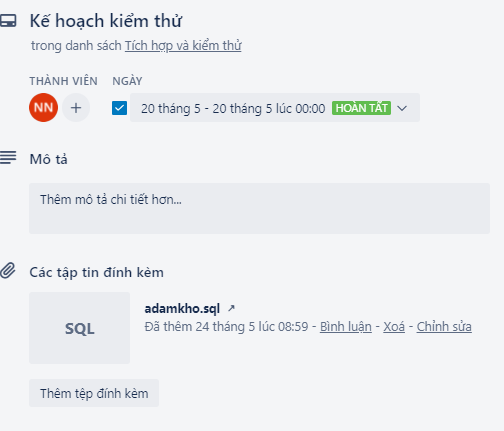 Kế hoạch kiểm thử
trong danh sách Tích hợp và kiểm thử
THÀNH VIÊN NGÀY
NN + 20 tháng 5 - 20 tháng 5 lúc 00:00 HOÀN TẤT
Mô tả
Thêm mô tả chi tiết hơn...
Các tập tin đính kèm
adamkho.sql ↗
SQL
Đã thêm 24 tháng 5 lúc 08:59 - Bình luận - Xoá - Chỉnh sửa
Thêm tệp đính kèm